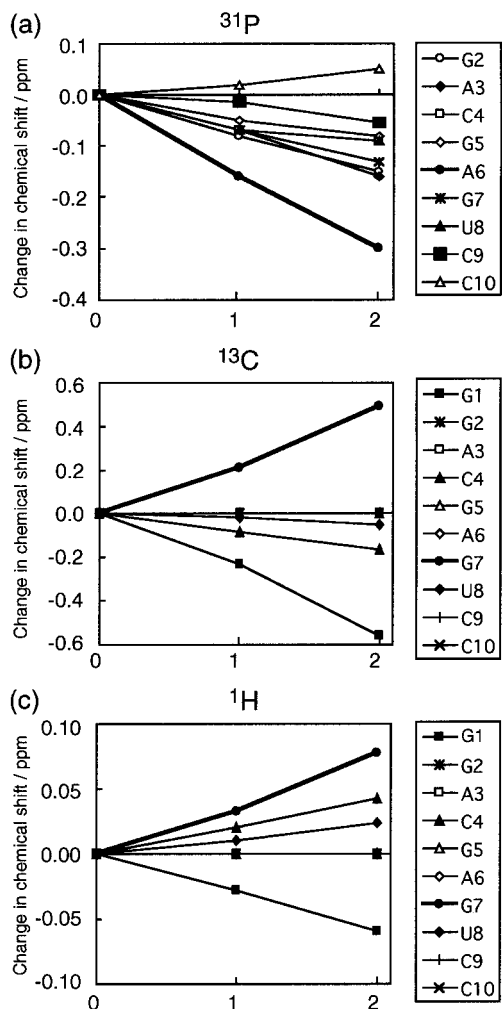 (a)
31P
Change in chemical shift / ppm
0.1
0.0
-0.1
-0.2
-0.3
-0.4
0
1
2
G2
A3
C4
G5
A6
G7
U8
C9
C10
(b)
13C
Change in chemical shift / ppm
0.6
0.4
0.2
0.0
-0.2
-0.4
-0.6
0
1
2
G1
G2
A3
C4
G5
A6
G7
U8
C9
C10
(c)
1H
Change in chemical shift / ppm
0.10
0.05
0.00
-0.05
-0.10
0
1
2
G1
G2
A3
C4
G5
A6
G7
U8
C9
C10